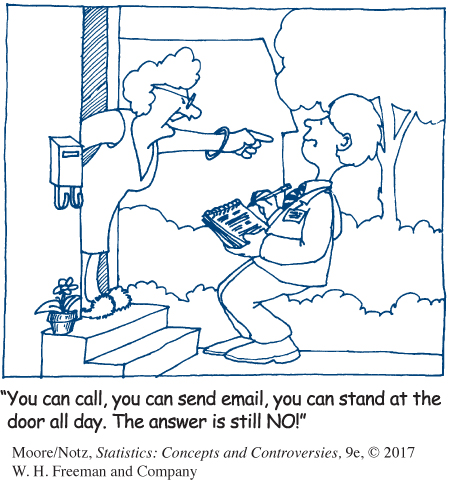 “You can call, you can send email, you can stand at the
door all day. The answer is still NO!”
Moore/Notz, Statistics: Concepts and Controversies, 9e, © 2017
W. H. Freeman and Company